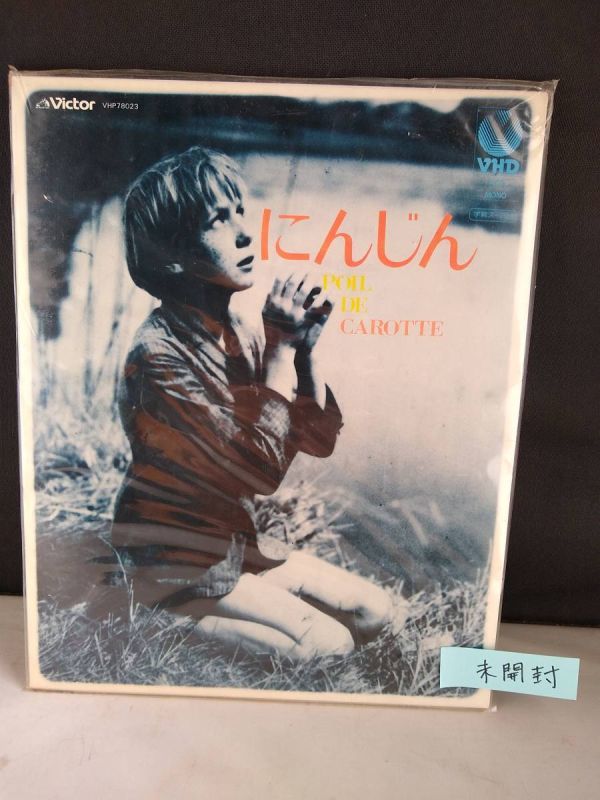 Victor VHP78023
VHD
MONO
にんじん
POIL
DE
CAROTTE
未開封